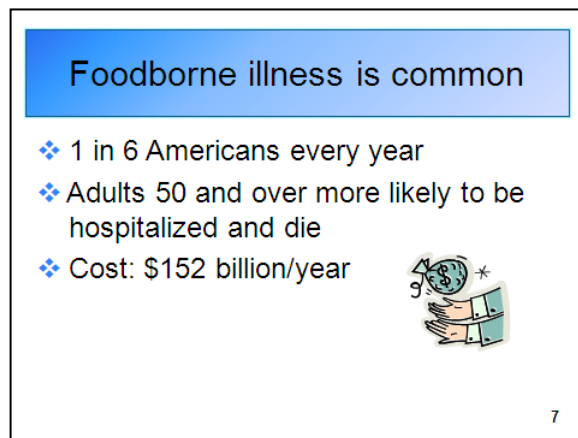 Foodborne illness is common
1 in 6 Americans every year
Adults 50 and over more likely to be
hospitalized and die
Cost: $152 billion/year
$
7